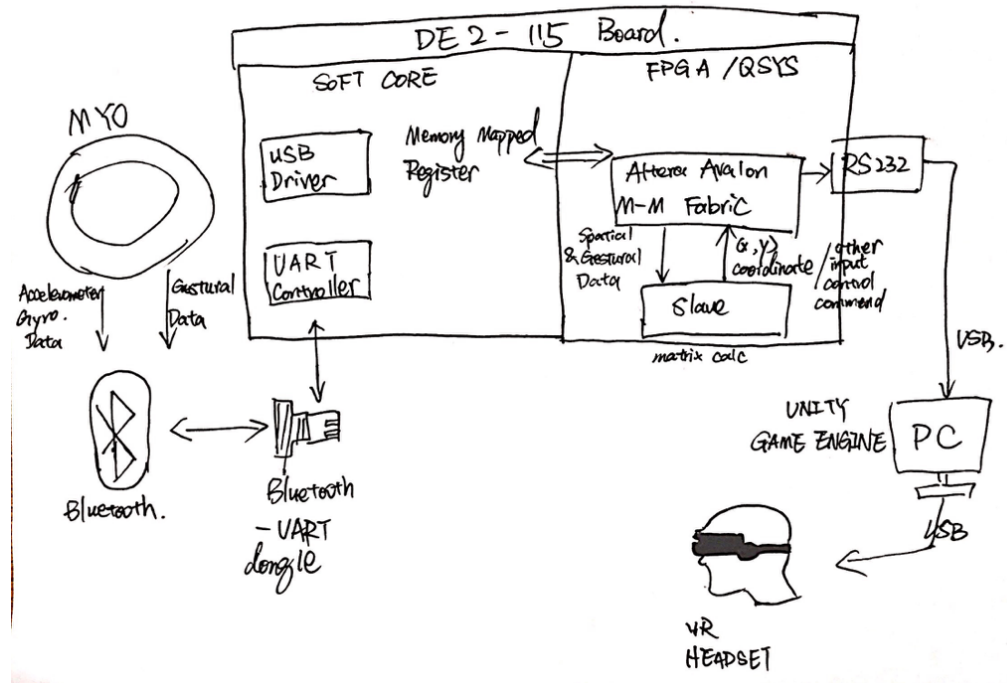 DE2-115 Board.
SOFT CORE
FPGA / QSYS
MYO
USB
Driver
Memory Mapped
Register
Altera Avalon
M-M Fabric
RS232
UART
Controller
Spatial
& Gestural
Data
(x, y)
coordinate
/ other
input
control
commend
Slave
matrix calc
Accelerometer
Gyro.
Data
Gustural
Data
USB.
UNITY
GAME ENGINE
PC
Bluetooth.
Bluetooth
- UART
dongle
USB
VR
HEADSET